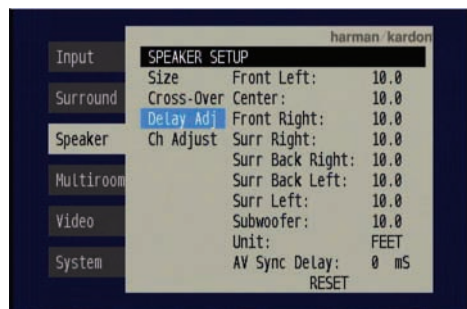 harman/kardon
Input
Surround
Speaker
Multiroom
Video
System
SPEAKER SETUP
Size
Cross-Over
Delay Adj
Ch Adjust
Front Left: 10.0
Center: 10.0
Front Right: 10.0
Surr Right: 10.0
Surr Back Right: 10.0
Surr Back Left: 10.0
Surr Left: 10.0
Subwoofer: 10.0
Unit: FEET
AV Sync Delay: 0 mS
RESET